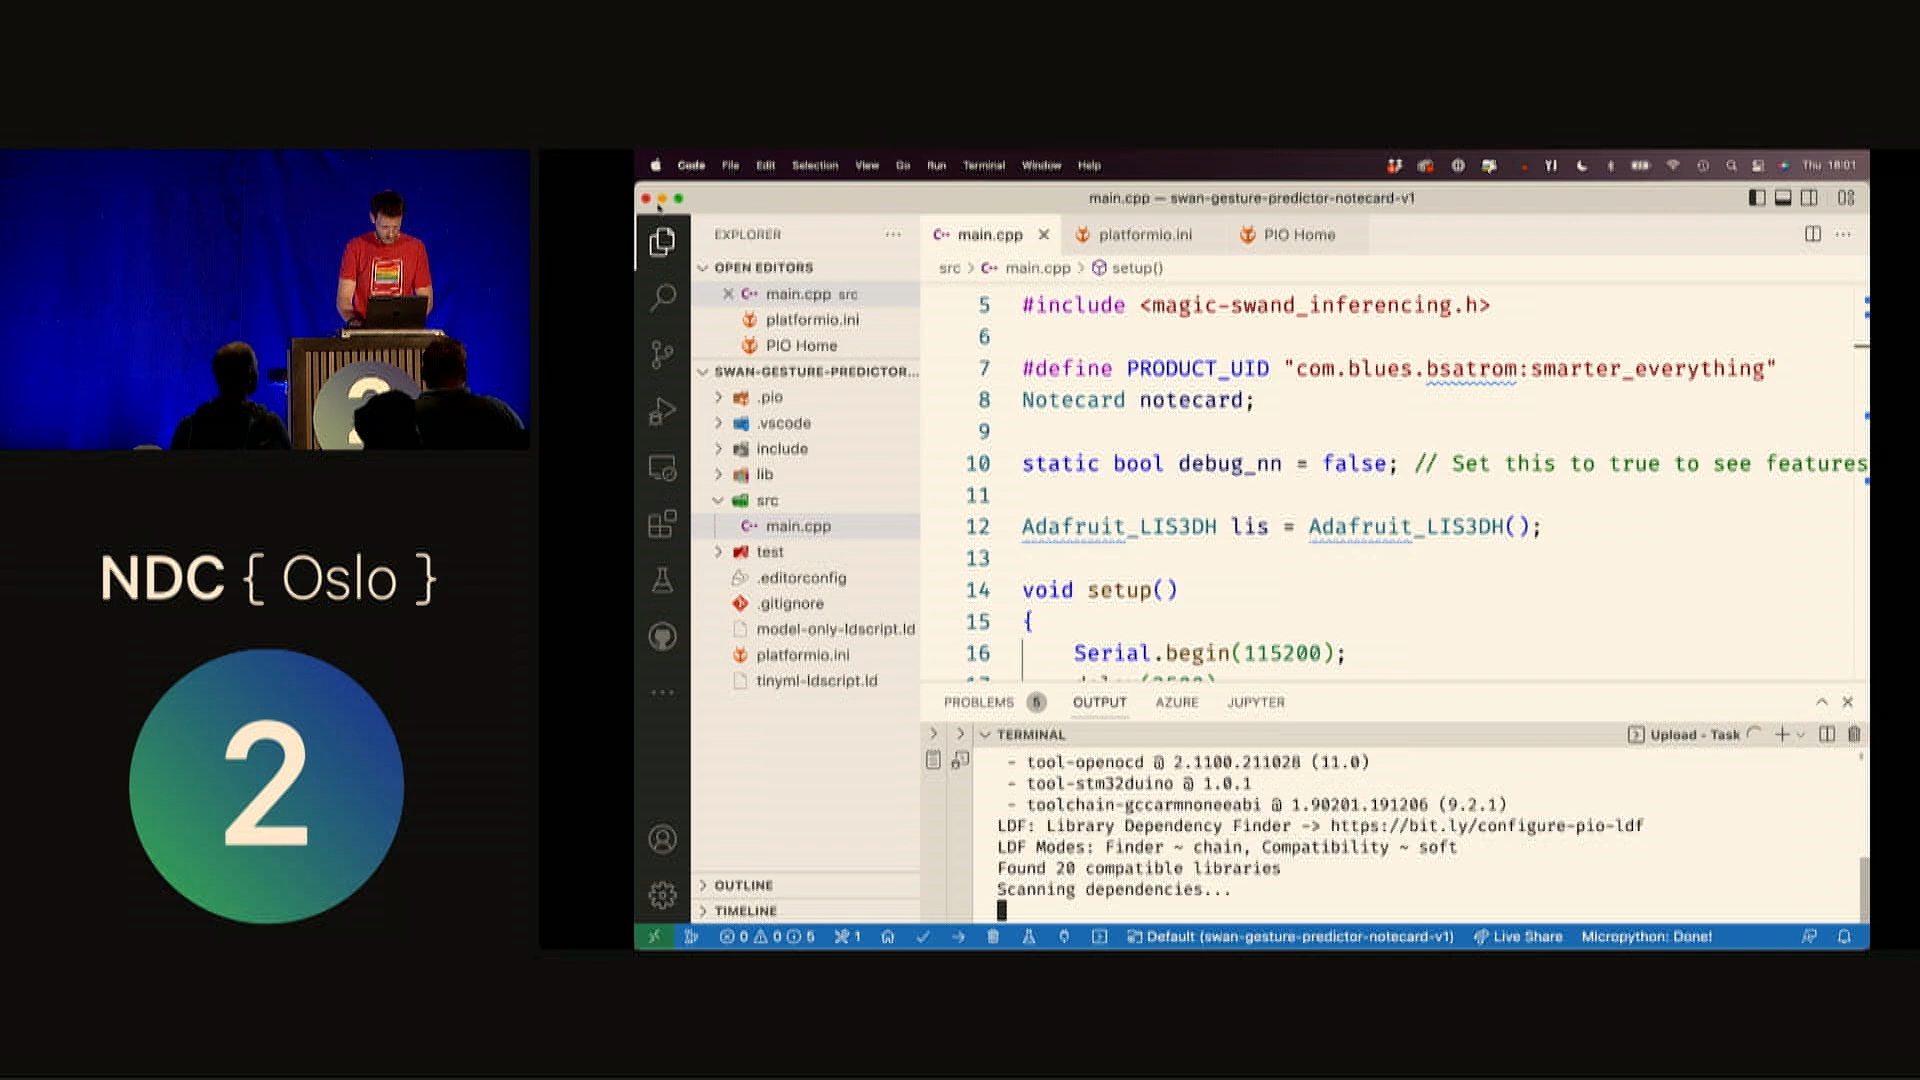 Code File Edit Selection View Go Run Terminal Window Help
Thu 18:01
main.cpp — swan-gesture-predictor-notecard-v1
EXPLORER
OPEN EDITORS
main.cpp src
platformio.ini
PIO Home
SWAN-GESTURE-PREDICTOR...
.pio
.vscode
include
lib
src
main.cpp
test
.editorconfig
.gitignore
model-only-ldscript.ld
platformio.ini
tinyml-ldscript.ld
OUTLINE
TIMELINE
main.cpp platformio.ini PIO Home
src > main.cpp > setup()
5 #include <magic-swand_inferencing.h>
6
7 #define PRODUCT_UID "com.blues.bsatrom:smarter_everything"
8 Notecard notecard;
9
10 static bool debug_nn = false; // Set this to true to see features
11
12 Adafruit_LIS3DH lis = Adafruit_LIS3DH();
13
14 void setup()
15 {
16 Serial.begin(115200);
PROBLEMS OUTPUT AZURE JUPYTER
TERMINAL
Upload - Task
- tool-openocd @ 2.1100.211028 (11.0)
- tool-stm32duino @ 1.0.1
- toolchain-gccarmnoneeabi @ 1.90201.191206 (9.2.1)
LDF: Library Dependency Finder -> https://bit.ly/configure-pio-ldf
LDF Modes: Finder ~ chain, Compatibility ~ soft
Found 20 compatible libraries
Scanning dependencies...
Default (swan-gesture-predictor-notecard-v1) Live Share Micropython: Done!
NDC { Oslo }
2